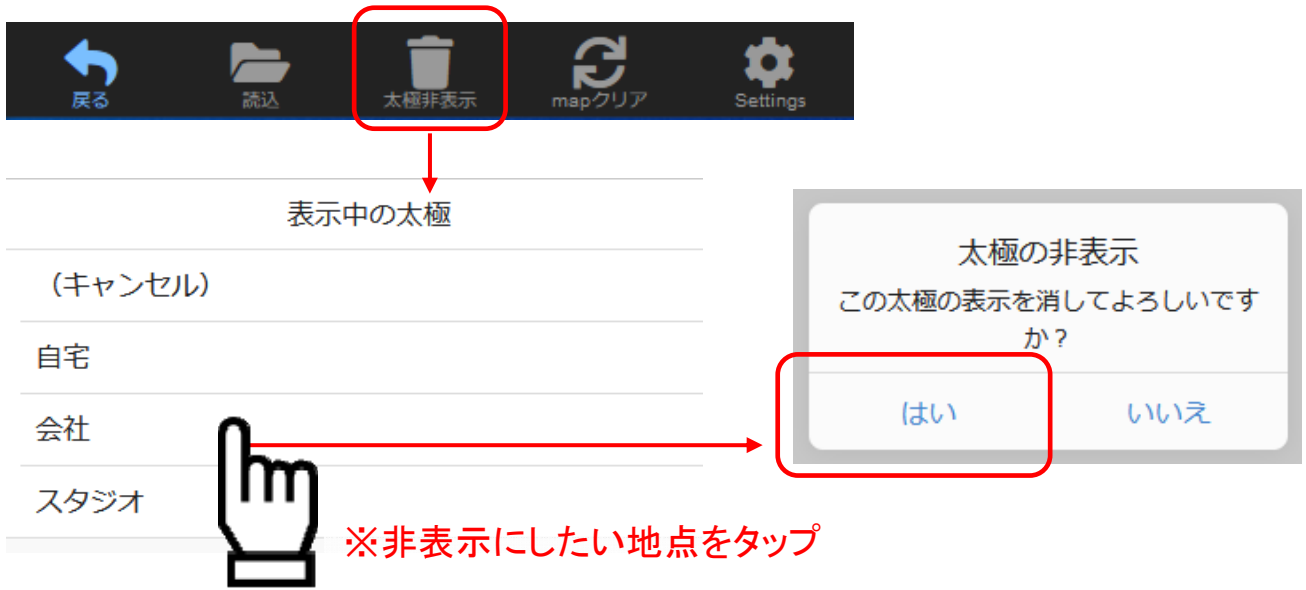 戻る
読込
太極非表示
mapクリア
Settings
表示中の太極
（キャンセル）
自宅
会社
スタジオ
※非表示にしたい地点をタップ
太極の非表示
この太極の表示を消してよろしいです
か？
はい
いいえ